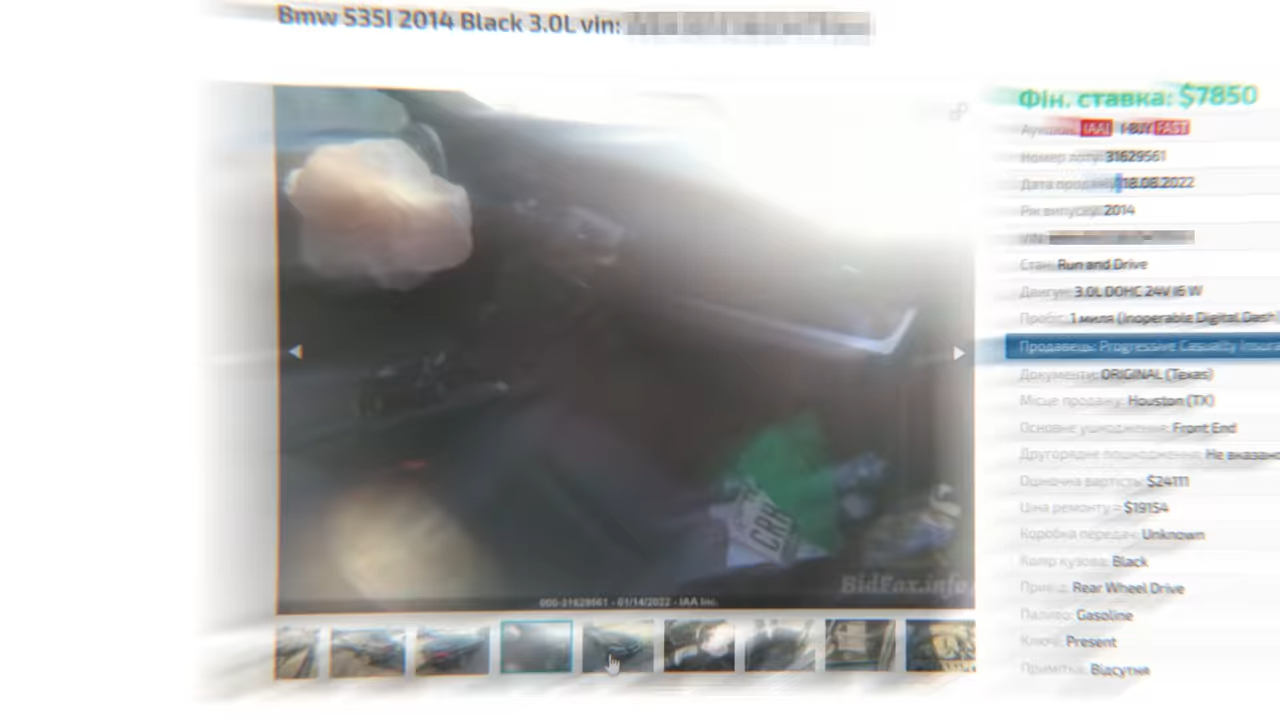 Bmw 535I 2014 Black 3.0L vin:
Фін. ставка: $7850
Аукціон: IAAI I-BUY FAST
Номер лоту: 31629561
Дата продажу: 18.08.2022
Рік випуску: 2014
VIN:
Стан: Run and Drive
Двигун: 3.0L DOHC 24V I6 W
Пробіг: 1 миля (Inoperable Digital Dash
Продавець: Progressive Casualty Insura
Документи: ORIGINAL (Texas)
Місце продажу: Houston (TX)
Основне ушкодження: Front End
Другорядне пошкодження: Не вказано
Оціночна вартість: $24111
Ціна ремонту = $19154
Коробка передач: Unknown
Колір кузова: Black
Привід: Rear Wheel Drive
Паливо: Gasoline
Ключі: Present
Примітка: Відсутня
CRH
BidFax.info
000-31629561 - 01/14/2022 - IAA Inc.